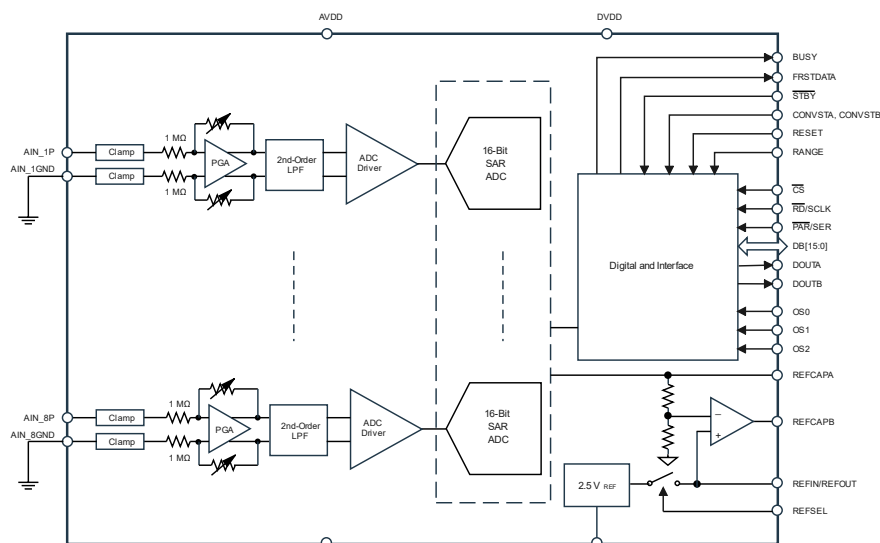 AVDD
DVDD
BUSY
FRSTDATA
STBY
CONVSTA, CONVSTB
RESET
RANGE
CS
RD/SCLK
PAR/SER
DB[15:0]
DOUTA
DOUTB
OS0
OS1
OS2
REFCAPA
REFCAPB
REFIN/REFOUT
REFSEL
AIN_1P
AIN_1GND
Clamp
Clamp
1 MΩ
1 MΩ
PGA
2nd-Order
LPF
ADC
Driver
16-Bit
SAR
ADC
Digital and Interface
AIN_8P
AIN_8GND
Clamp
Clamp
1 MΩ
1 MΩ
PGA
2nd-Order
LPF
ADC
Driver
16-Bit
SAR
ADC
2.5 V REF
−
+